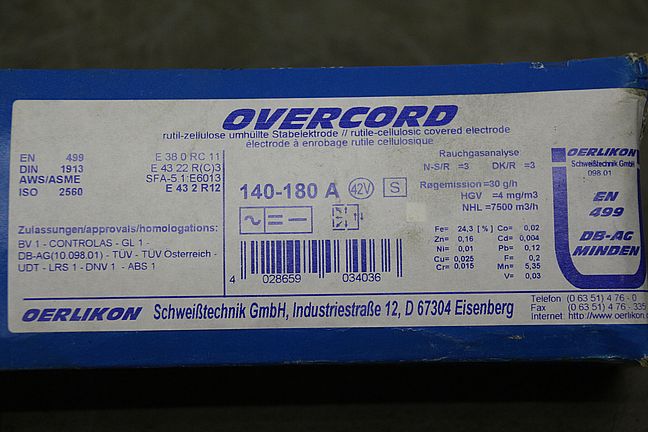 OVERCORD
rutil-zellulose umhüllte Stabelektrode // rutile-cellulosic covered electrode
électrode à enrobage rutile cellulosique
EN 499 E 38 0 RC 11
DIN 1913 E 43 22 R(C)3
AWS/ASME SFA-5.1:E6013
ISO 2560 E 43 2 R12
Zulassungen/approvals/homologations:
BV 1 - CONTROLAS - GL 1 -
DB-AG(10.098.01) - TÜV - TÜV Österreich -
UDT - LRS 1 - DNV 1 - ABS 1
140-180 A 42V S
4 028659 034036
Rauchgasanalyse:
N-S/R =3 DK/R =3
Røgemission =30 g/h
HGV =4 mg/m3
NHL =7500 m3/h
Fe= 24,3 [%] Co= 0,02
Zn= 0,16 Cd= 0,004
Ni= 0,01 Pb= 0,12
Cu= 0,025 F= 0,2
Cr= 0,015 Mn= 5,35
V= 0,03
OERLIKON
Schweißtechnik GmbH
098 01
EN
499
DB-AG
MINDEN
OERLIKON Schweißtechnik GmbH, Industriestraße 12, D 67304 Eisenberg
Telefon (0 63 51) 4 76 - 0
Fax (0 63 51) 4 76 - 335
Internet: http://www.oerlikon.